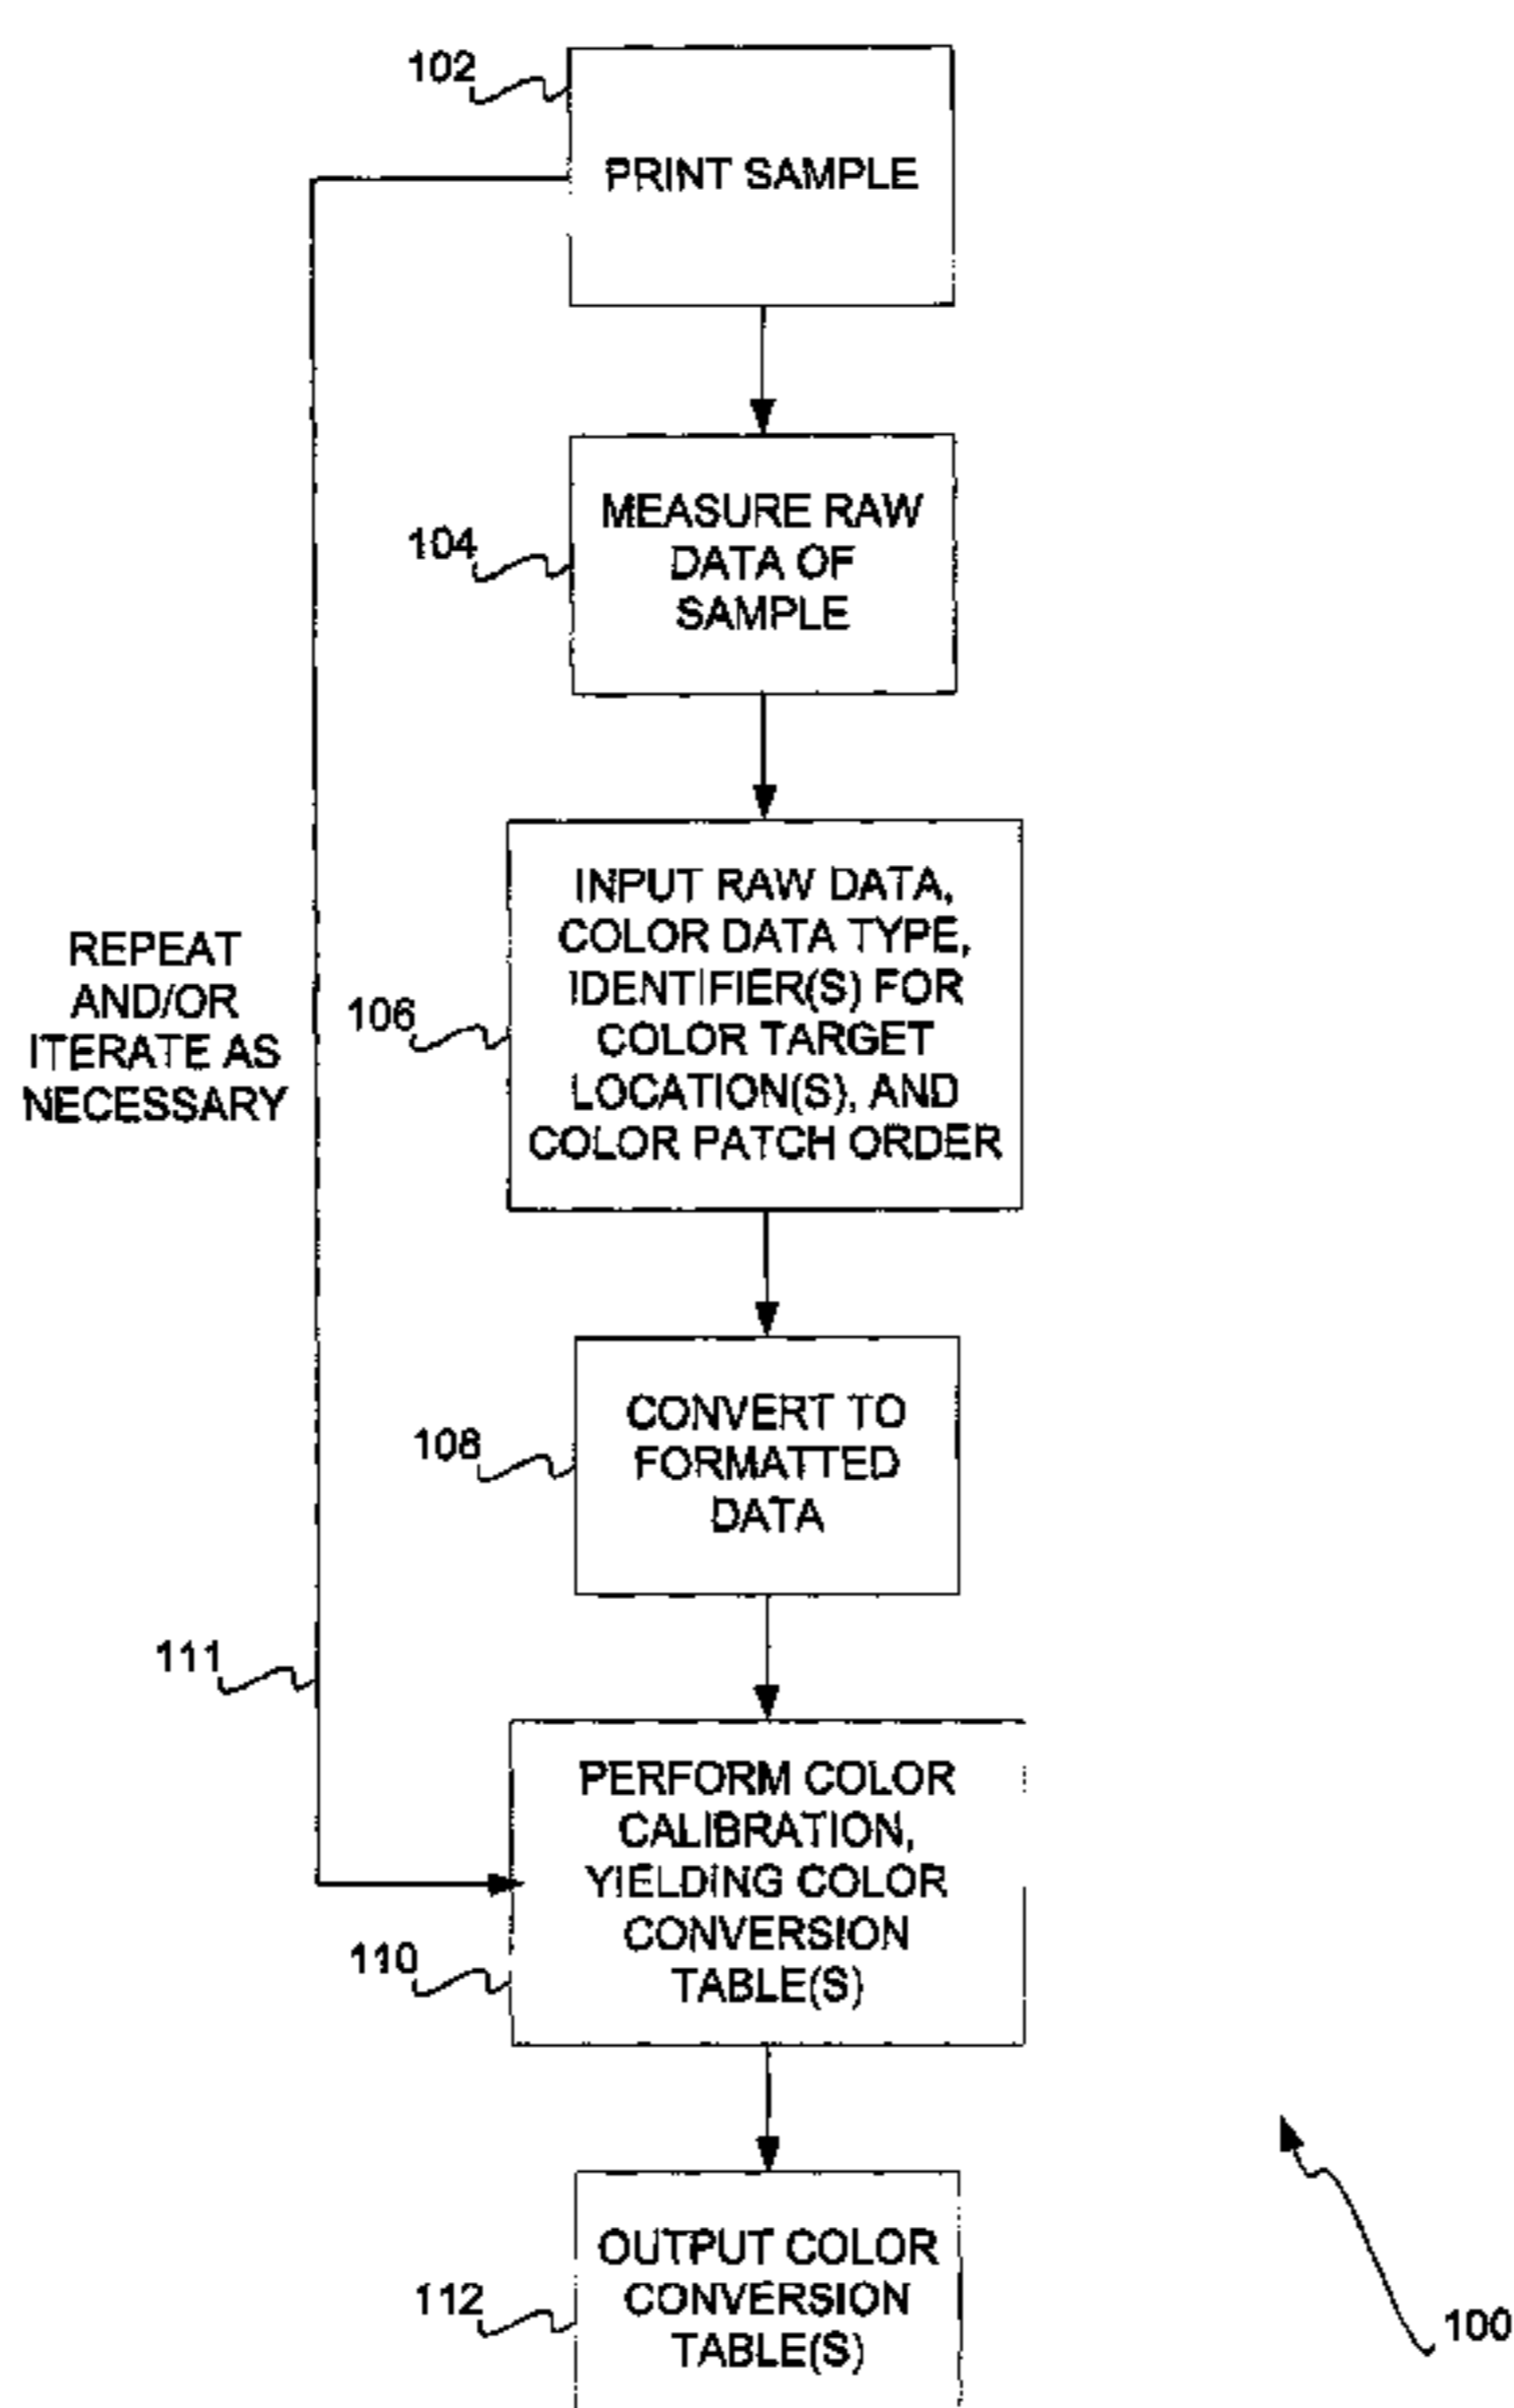 102
PRINT SAMPLE
104
MEASURE RAW
DATA OF
SAMPLE
106
INPUT RAW DATA,
COLOR DATA TYPE,
IDENTIFIER(S) FOR
COLOR TARGET
LOCATION(S), AND
COLOR PATCH ORDER
REPEAT
AND/OR
ITERATE AS
NECESSARY
108
CONVERT TO
FORMATTED
DATA
111
110
PERFORM COLOR
CALIBRATION,
YIELDING COLOR
CONVERSION
TABLE(S)
112
OUTPUT COLOR
CONVERSION
TABLE(S)
100